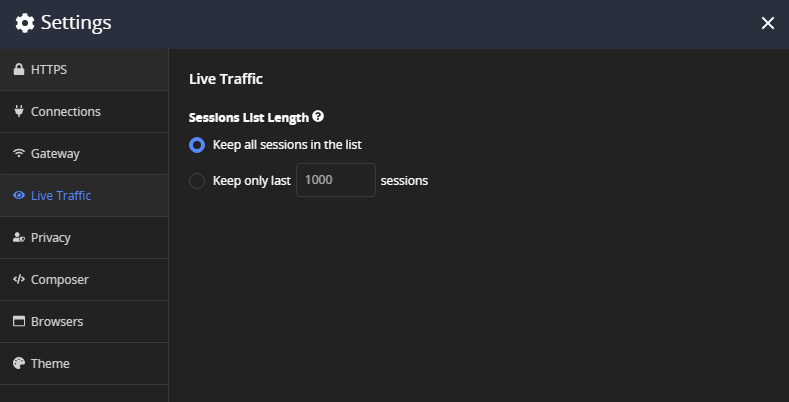 Settings
HTTPS
Connections
Gateway
Live Traffic
Privacy
Composer
Browsers
Theme
Live Traffic
Sessions List Length
Keep all sessions in the list
Keep only last 1000 sessions